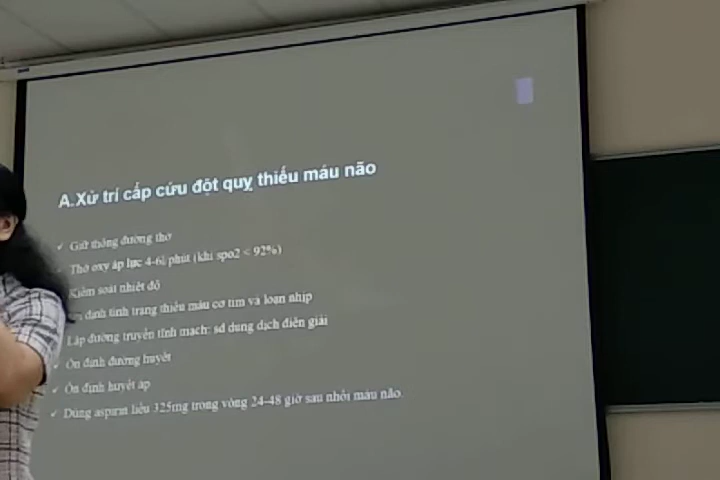 A.Xử trí cấp cứu đột quỵ thiếu máu não
✓ Giữ thông đường thở
Thở oxy áp lực 4-6l/ phút (khi spo2 < 92%)
Kiểm soát nhiệt độ
định tình trạng thiếu máu cơ tim và loạn nhịp
Lập đường truyền tĩnh mạch: sd dung dịch điện giải
✓ Ổn định đường huyết
✓ Ổn định huyết áp
✓ Dùng aspirin liều 325mg trong vòng 24-48 giờ sau nhồi máu não.